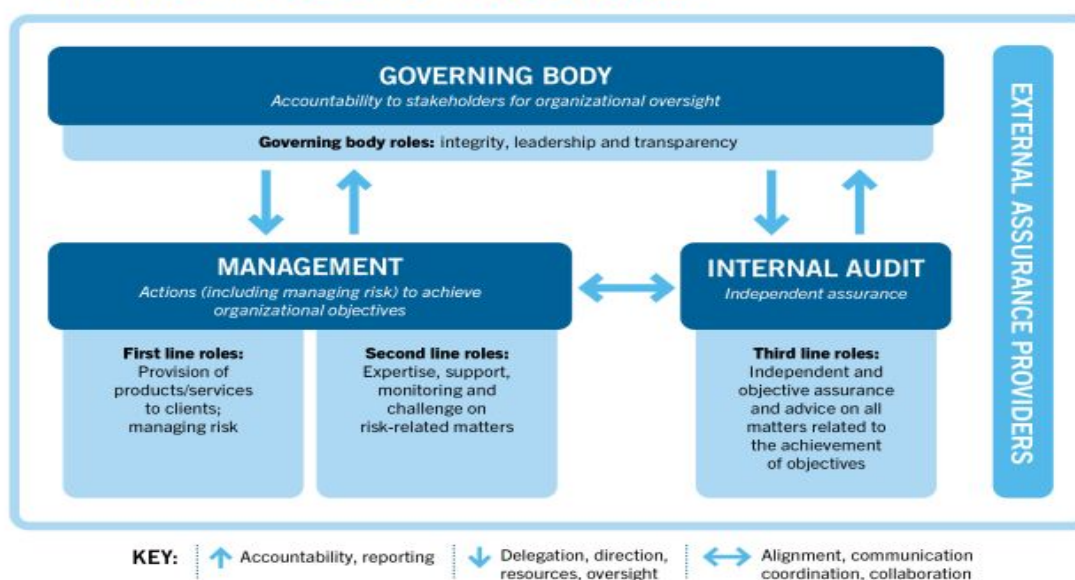 GOVERNING BODY
Accountability to stakeholders for organizational oversight
Governing body roles: integrity, leadership and transparency
MANAGEMENT
Actions (including managing risk) to achieve
organizational objectives
First line roles:
Provision of
products/services
to clients;
managing risk
Second line roles:
Expertise, support,
monitoring and
challenge on
risk-related matters
INTERNAL AUDIT
Independent assurance
Third line roles:
Independent and
objective assurance
and advice on all
matters related to
the achievement
of objectives
EXTERNAL ASSURANCE PROVIDERS
KEY:
Accountability, reporting
Delegation, direction,
resources, oversight
Alignment, communication
coordination, collaboration